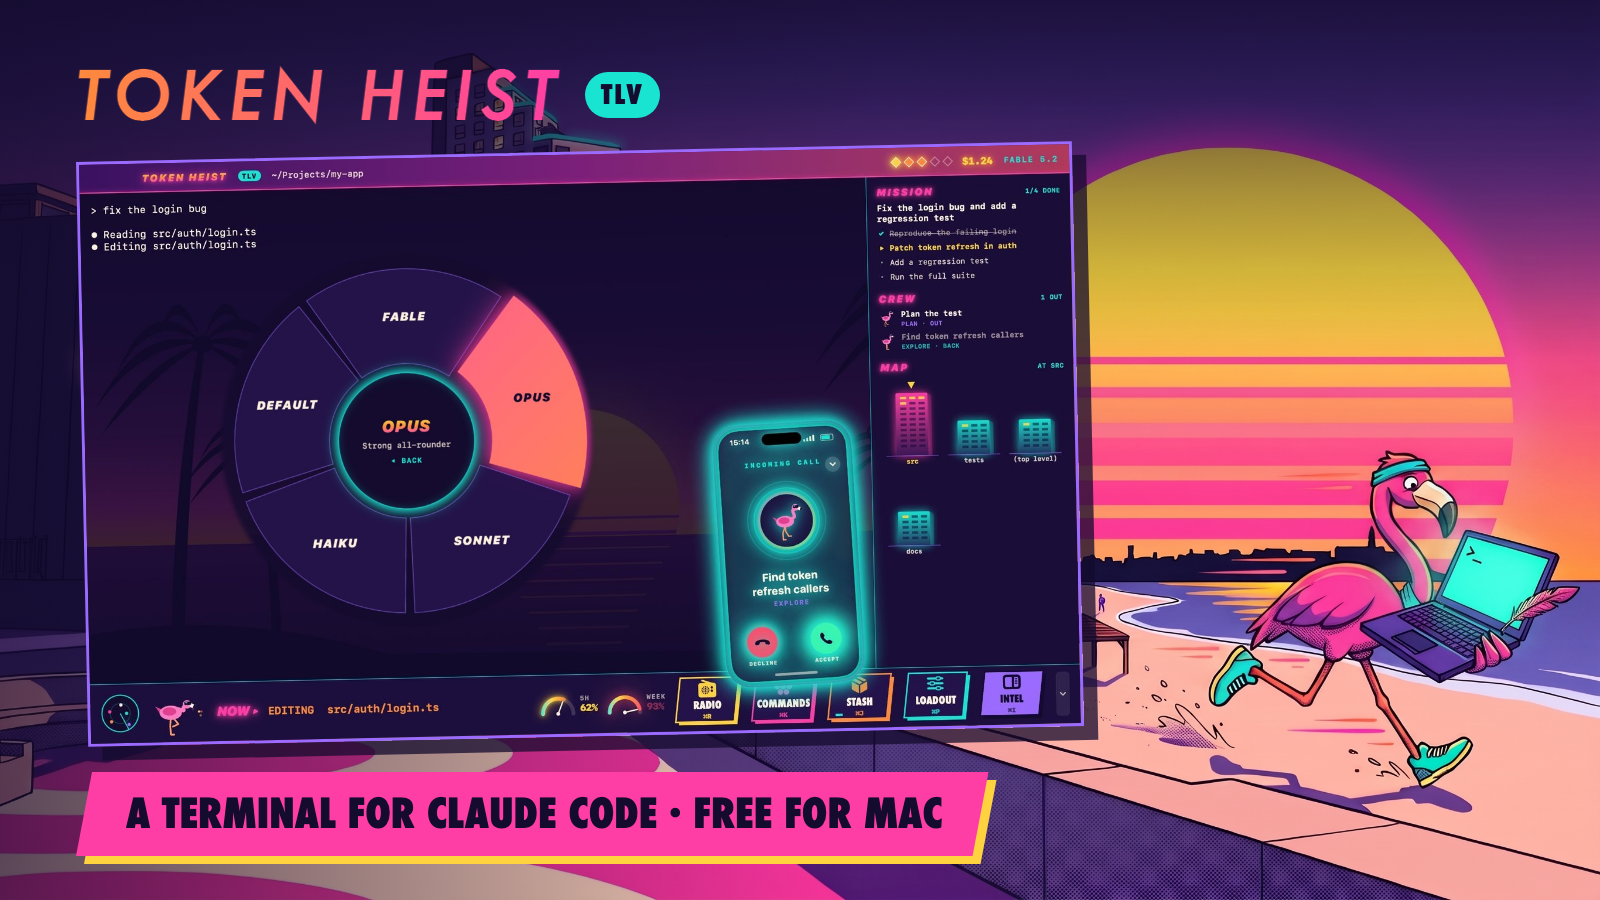 TOKEN HEIST TLV
TOKEN HEIST TLV ~/Projects/my-app
$1.24 FABLE 5.2
> fix the login bug
● Reading src/auth/login.ts
● Editing src/auth/login.ts
FABLE
OPUS
DEFAULT
HAIKU
SONNET
OPUS
Strong all-rounder
◂ BACK
MISSION 1/4 DONE
Fix the login bug and add a
regression test
✓ Reproduce the failing login
▸ Patch token refresh in auth
· Add a regression test
· Run the full suite
CREW 1 OUT
Plan the test
PLAN · OUT
Find token refresh callers
EXPLORE · BACK
MAP AT SRC
src
tests
(top level)
docs
15:14
INCOMING CALL
Find token
refresh callers
EXPLORE
DECLINE
ACCEPT
NOW ▸ EDITING src/auth/login.ts
5H
62%
WEEK
93%
RADIO
⌘R
COMMANDS
⌘K
STASH
⌘J
LOADOUT
⌘P
INTEL
⌘I
>_
A TERMINAL FOR CLAUDE CODE · FREE FOR MAC